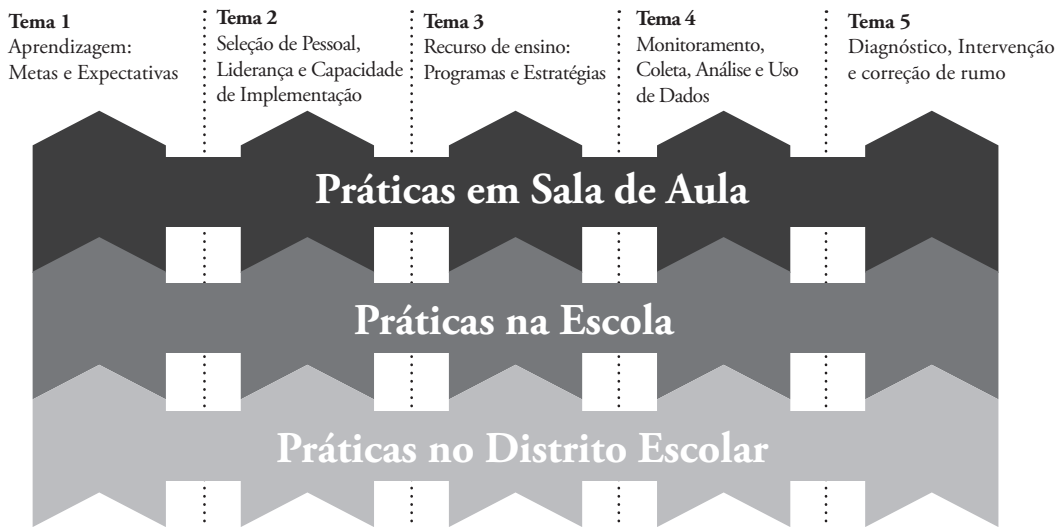 Tema 1
Aprendizagem:
Metas e Expectativas
Tema 2
Seleção de Pessoal,
Liderança e Capacidade
de Implementação
Tema 3
Recurso de ensino:
Programas e Estratégias
Tema 4
Monitoramento,
Coleta, Análise e Uso
de Dados
Tema 5
Diagnóstico, Intervenção
e correção de rumo
Práticas em Sala de Aula
Práticas na Escola
Práticas no Distrito Escolar